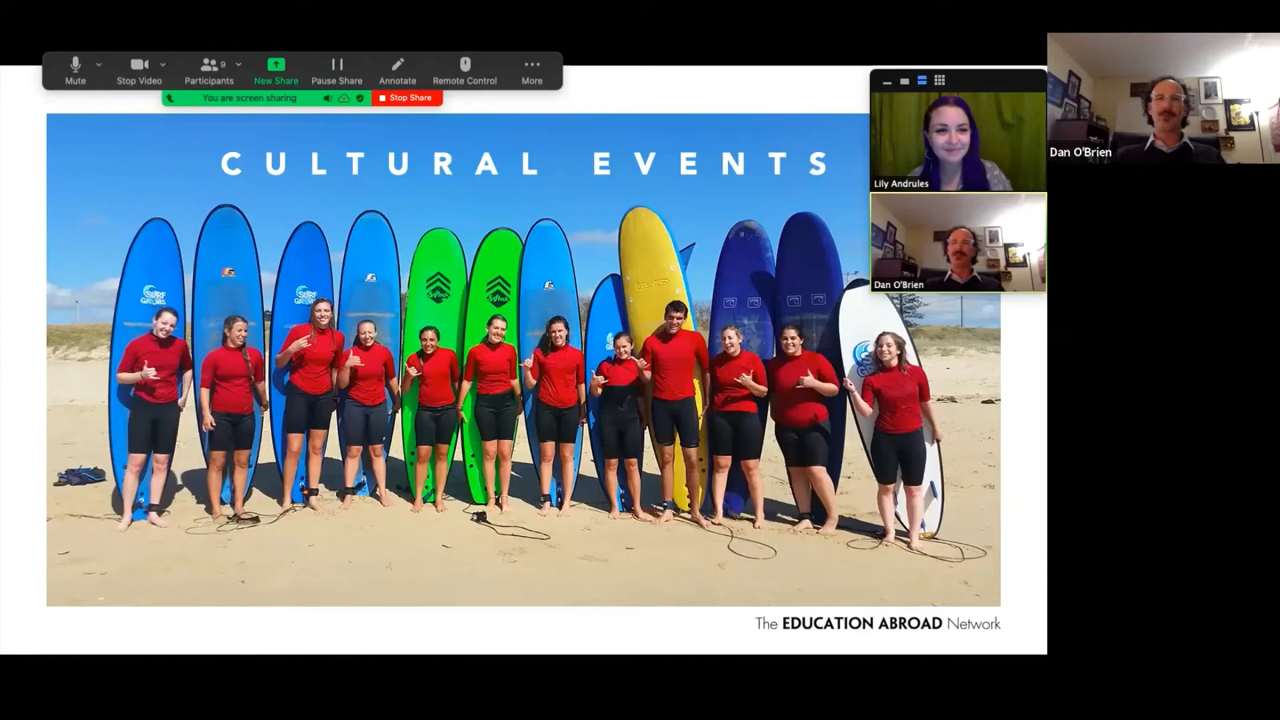 9
Mute
Stop Video
Participants
New Share
Pause Share
Annotate
Remote Control
More
You are screen sharing
Stop Share
CULTURAL EVENTS
Lily Andrules
Dan O'Brien
Dan O'Brien
The EDUCATION ABROAD Network